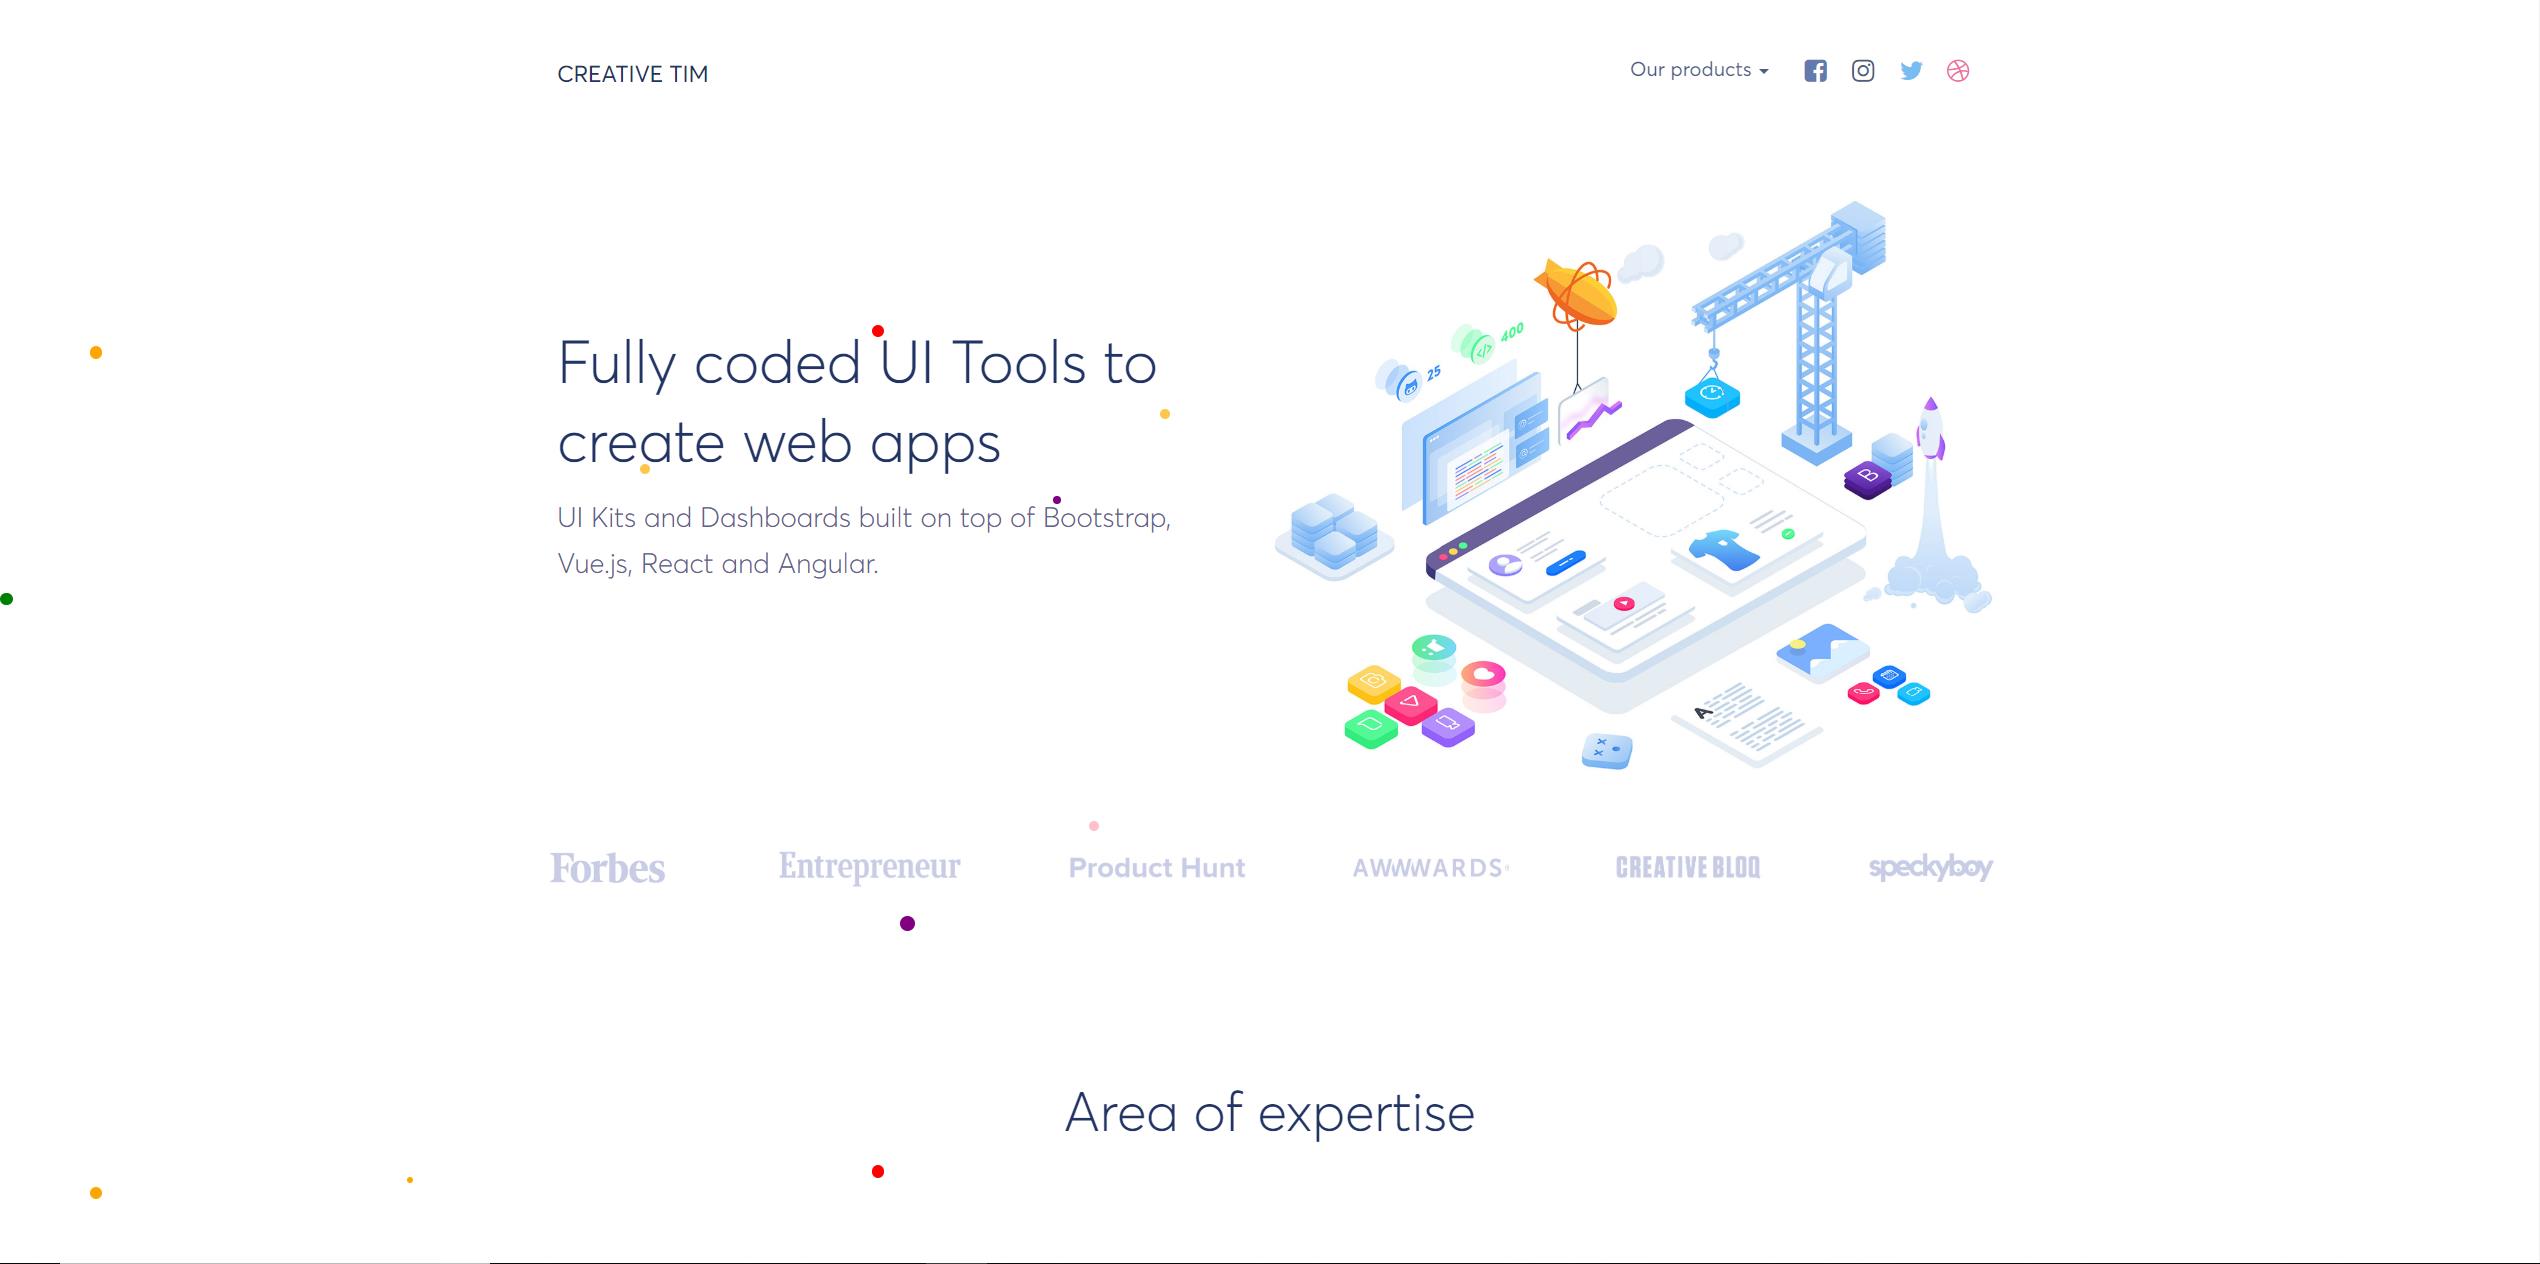 CREATIVE TIM
Our products
Fully coded UI Tools to
create web apps
UI Kits and Dashboards built on top of Bootstrap,
Vue.js, React and Angular.
25
400
B
A
Forbes
Entrepreneur
Product Hunt
AWWWARDS
CREATIVE BLOQ
speckyboy
Area of expertise